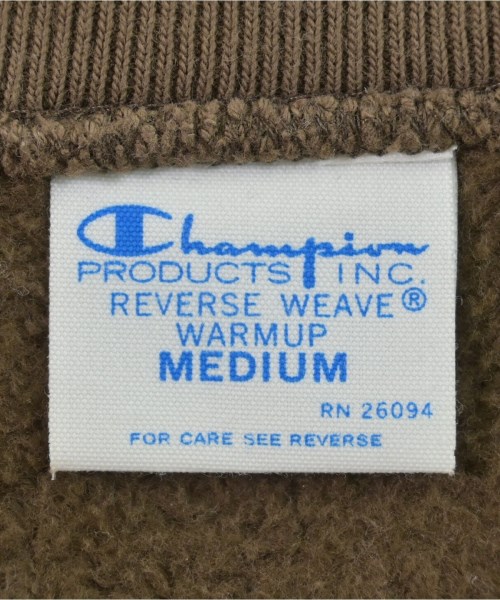 Champion
PRODUCTS INC.
REVERSE WEAVE®
WARMUP
MEDIUM
RN 26094
FOR CARE SEE REVERSE